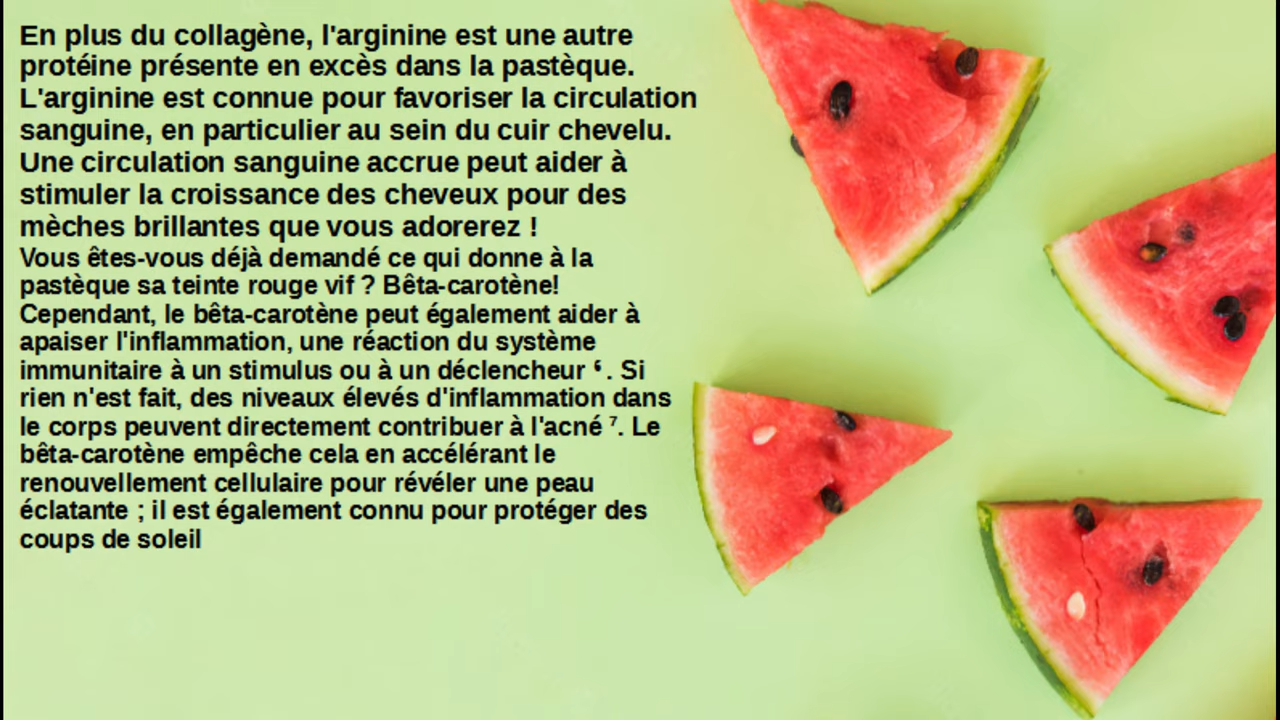 En plus du collagène, l'arginine est une autre
protéine présente en excès dans la pastèque.
L'arginine est connue pour favoriser la circulation
sanguine, en particulier au sein du cuir chevelu.
Une circulation sanguine accrue peut aider à
stimuler la croissance des cheveux pour des
mèches brillantes que vous adorerez !
Vous êtes-vous déjà demandé ce qui donne à la
pastèque sa teinte rouge vif ? Bêta-carotène!
Cependant, le bêta-carotène peut également aider à
apaiser l'inflammation, une réaction du système
immunitaire à un stimulus ou à un déclencheur ⁶ . Si
rien n'est fait, des niveaux élevés d'inflammation dans
le corps peuvent directement contribuer à l'acné ⁷. Le
bêta-carotène empêche cela en accélérant le
renouvellement cellulaire pour révéler une peau
éclatante ; il est également connu pour protéger des
coups de soleil